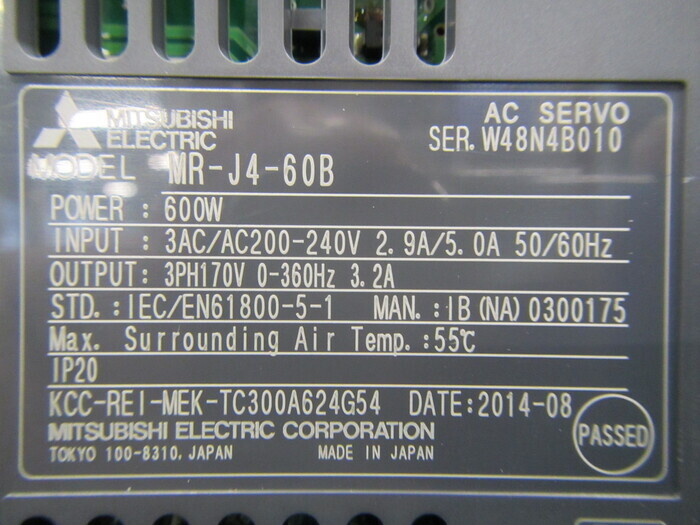 MITSUBISHI
ELECTRIC
AC SERVO
SER. W48N4B010
MODEL MR-J4-60B
POWER : 600W
INPUT : 3AC/AC200-240V 2.9A/5.0A 50/60Hz
OUTPUT: 3PH170V 0-360Hz 3.2A
STD.:IEC/EN61800-5-1 MAN.:IB(NA)0300175
Max. Surrounding Air Temp.:55℃
IP20
KCC-REI-MEK-TC300A624G54 DATE:2014-08
MITSUBISHI ELECTRIC CORPORATION
PASSED
TOKYO 100-8310, JAPAN MADE IN JAPAN